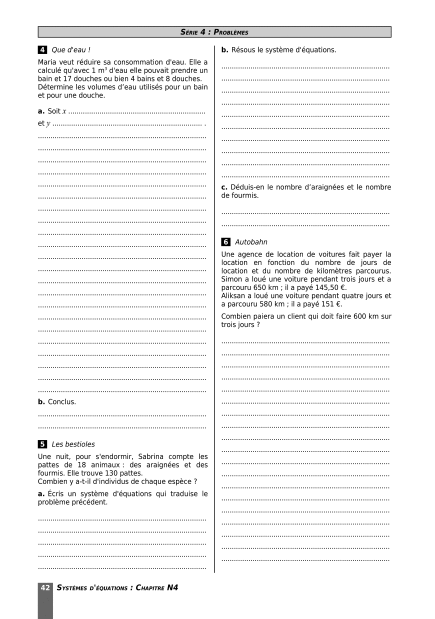 Série 4 : Problèmes
4 Que d'eau !
Maria veut réduire sa consommation d'eau. Elle a
calculé qu'avec 1 m³ d'eau elle pouvait prendre un
bain et 17 douches ou bien 4 bains et 8 douches.
Détermine les volumes d'eau utilisés pour un bain
et pour une douche.
a. Soit x ..................................................................
et y ......................................................................... .
b. Conclus.
5 Les bestioles
Une nuit, pour s'endormir, Sabrina compte les
pattes de 18 animaux : des araignées et des
fourmis. Elle trouve 130 pattes.
Combien y a-t-il d'individus de chaque espèce ?
a. Écris un système d'équations qui traduise le
problème précédent.
b. Résous le système d'équations.
c. Déduis-en le nombre d'araignées et le nombre
de fourmis.
6 Autobahn
Une agence de location de voitures fait payer la
location en fonction du nombre de jours de
location et du nombre de kilomètres parcourus.
Simon a loué une voiture pendant trois jours et a
parcouru 650 km ; il a payé 145,50 €.
Aliksan a loué une voiture pendant quatre jours et
a parcouru 580 km ; il a payé 151 €.
Combien paiera un client qui doit faire 600 km sur
trois jours ?
42 Systèmes d'équations : Chapitre N4